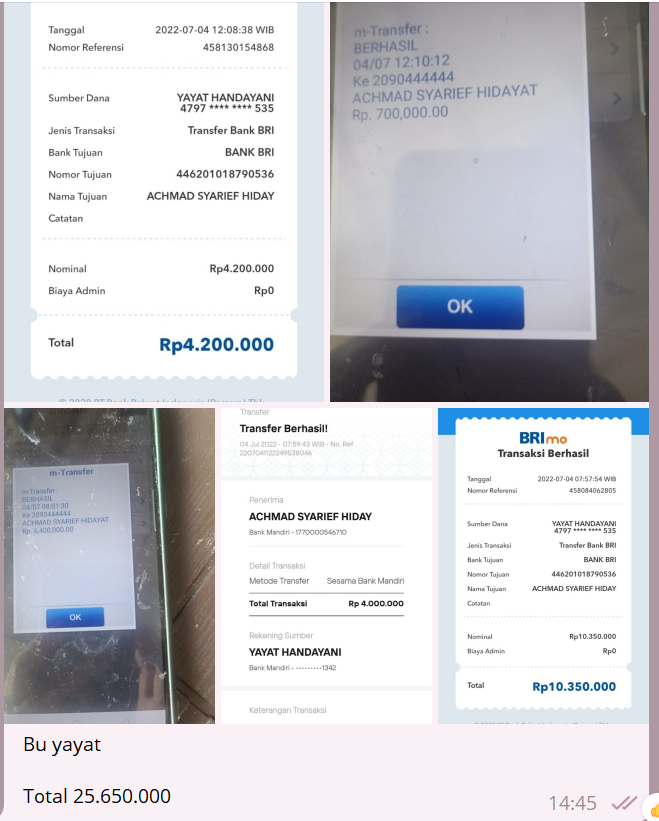 Tanggal 2022-07-04 12:08:38 WIB
Nomor Referensi 458130154868
Sumber Dana YAYAT HANDAYANI
4797 **** **** 535
Jenis Transaksi Transfer Bank BRI
Bank Tujuan BANK BRI
Nomor Tujuan 446201018790536
Nama Tujuan ACHMAD SYARIEF HIDAY
Catatan
Nominal Rp4.200.000
Biaya Admin Rp0
Total Rp4.200.000
m-Transfer :
BERHASIL
04/07 12:10:12
Ke 2090444444
ACHMAD SYARIEF HIDAYAT
Rp. 700,000.00
OK
m-Transfer
m-Transfer :
BERHASIL
04/07 08:01:30
Ke 2090444444
ACHMAD SYARIEF HIDAYAT
Rp. 6,400,000.00
OK
Transfer
Transfer Berhasil!
04 Jul 2022 - 07:59:43 WIB - No. Ref.
2207041122249538046
Penerima
ACHMAD SYARIEF HIDAY
Bank Mandiri - 1770000546710
Detail Transaksi
Metode Transfer Sesama Bank Mandiri
Total Transaksi Rp 4.000.000
Rekening Sumber
YAYAT HANDAYANI
Bank Mandiri - ·········1342
Keterangan Transaksi
BRImo
Transaksi Berhasil
Tanggal 2022-07-04 07:57:54 WIB
Nomor Referensi 458084062805
Sumber Dana YAYAT HANDAYANI
4797 **** **** 535
Jenis Transaksi Transfer Bank BRI
Bank Tujuan BANK BRI
Nomor Tujuan 446201018790536
Nama Tujuan ACHMAD SYARIEF HIDAY
Catatan
Nominal Rp10.350.000
Biaya Admin Rp0
Total Rp10.350.000
Bu yayat
Total 25.650.000
14:45